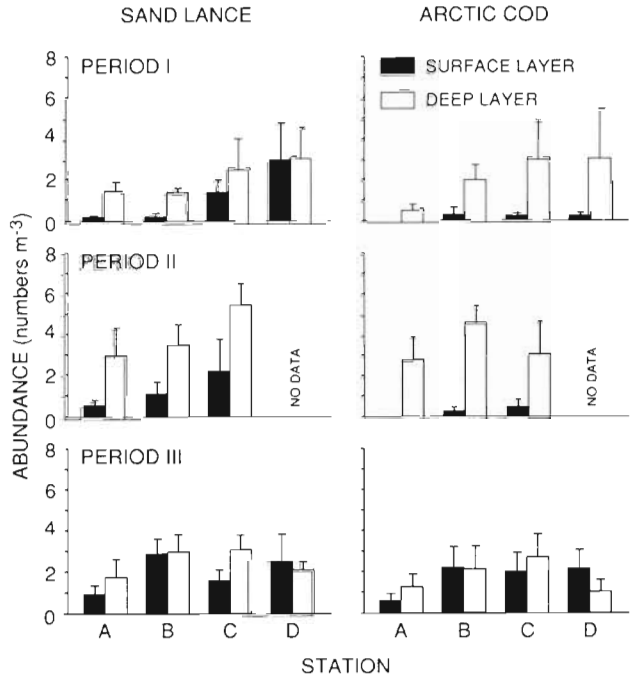 SAND LANCE
ARCTIC COD
8
PERIOD I
SURFACE LAYER
6
DEEP LAYER
4
2
0
ABUNDANCE (numbers m-3)
8
PERIOD II
6
4
2
NO DATA
NO DATA
0
8
PERIOD III
6
4
2
0
A B C D
A B C D
STATION